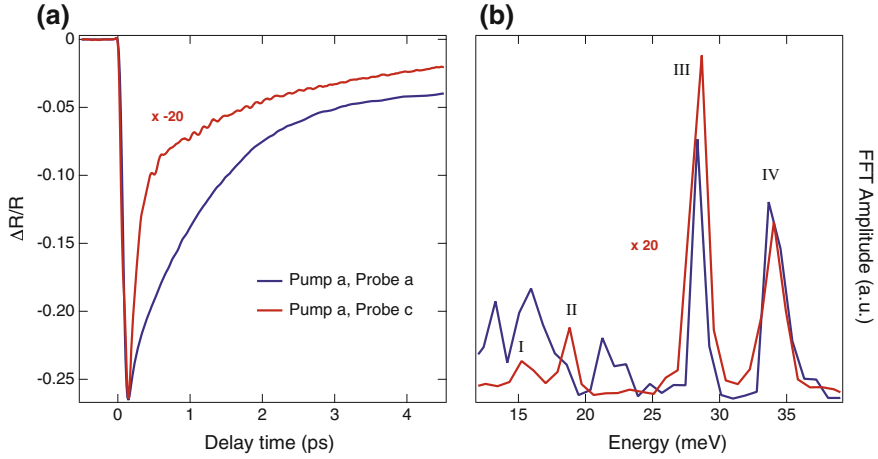 (a)
0
-0.05
-0.10
-0.15
-0.20
-0.25
ΔR/R
x -20
Pump a, Probe a
Pump a, Probe c
0
1
2
3
4
Delay time (ps)
(b)
I
II
III
IV
x 20
15
20
25
30
35
Energy (meV)
FFT Amplitude (a.u.)